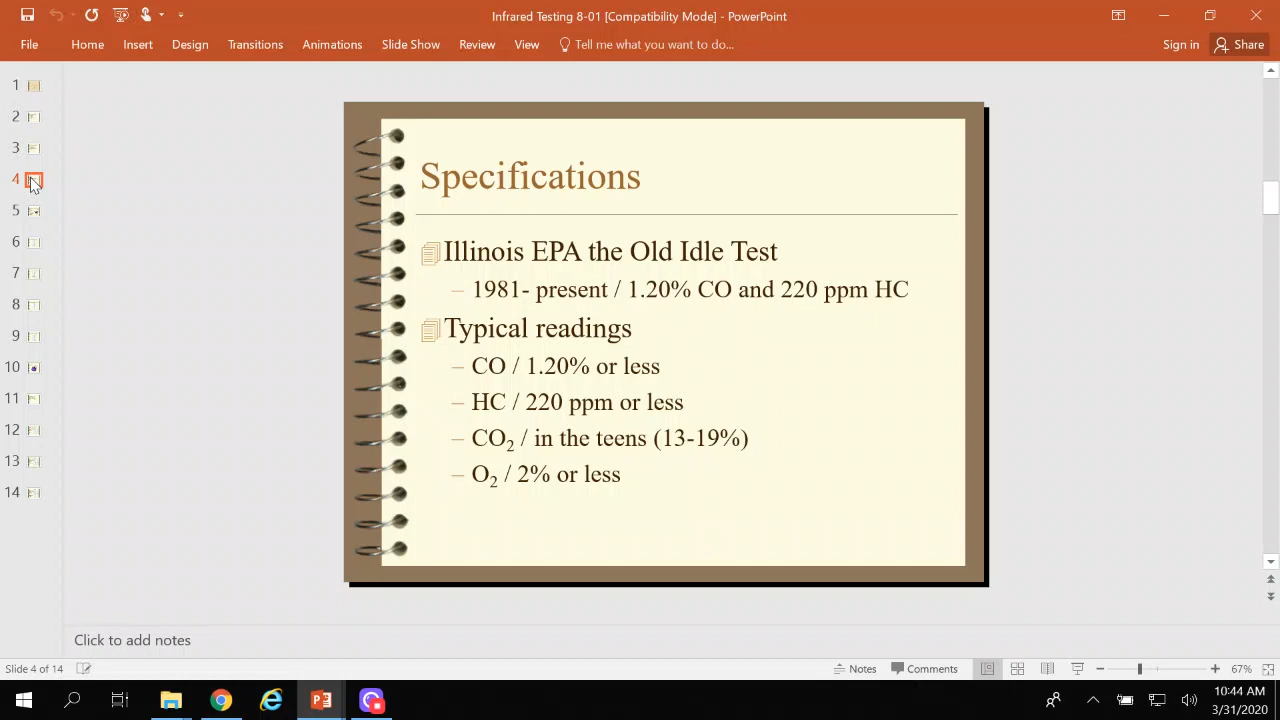 Infrared Testing 8-01 [Compatibility Mode] - PowerPoint
File Home Insert Design Transitions Animations Slide Show Review View Tell me what you want to do... Sign in Share
1
2
3
4
5
6
7
8
9
10
11
12
13
14
Specifications
Illinois EPA the Old Idle Test
– 1981- present / 1.20% CO and 220 ppm HC
Typical readings
– CO / 1.20% or less
– HC / 220 ppm or less
– CO₂ / in the teens (13-19%)
– O₂ / 2% or less
Click to add notes
Slide 4 of 14 Notes Comments 67%
10:44 AM
3/31/2020